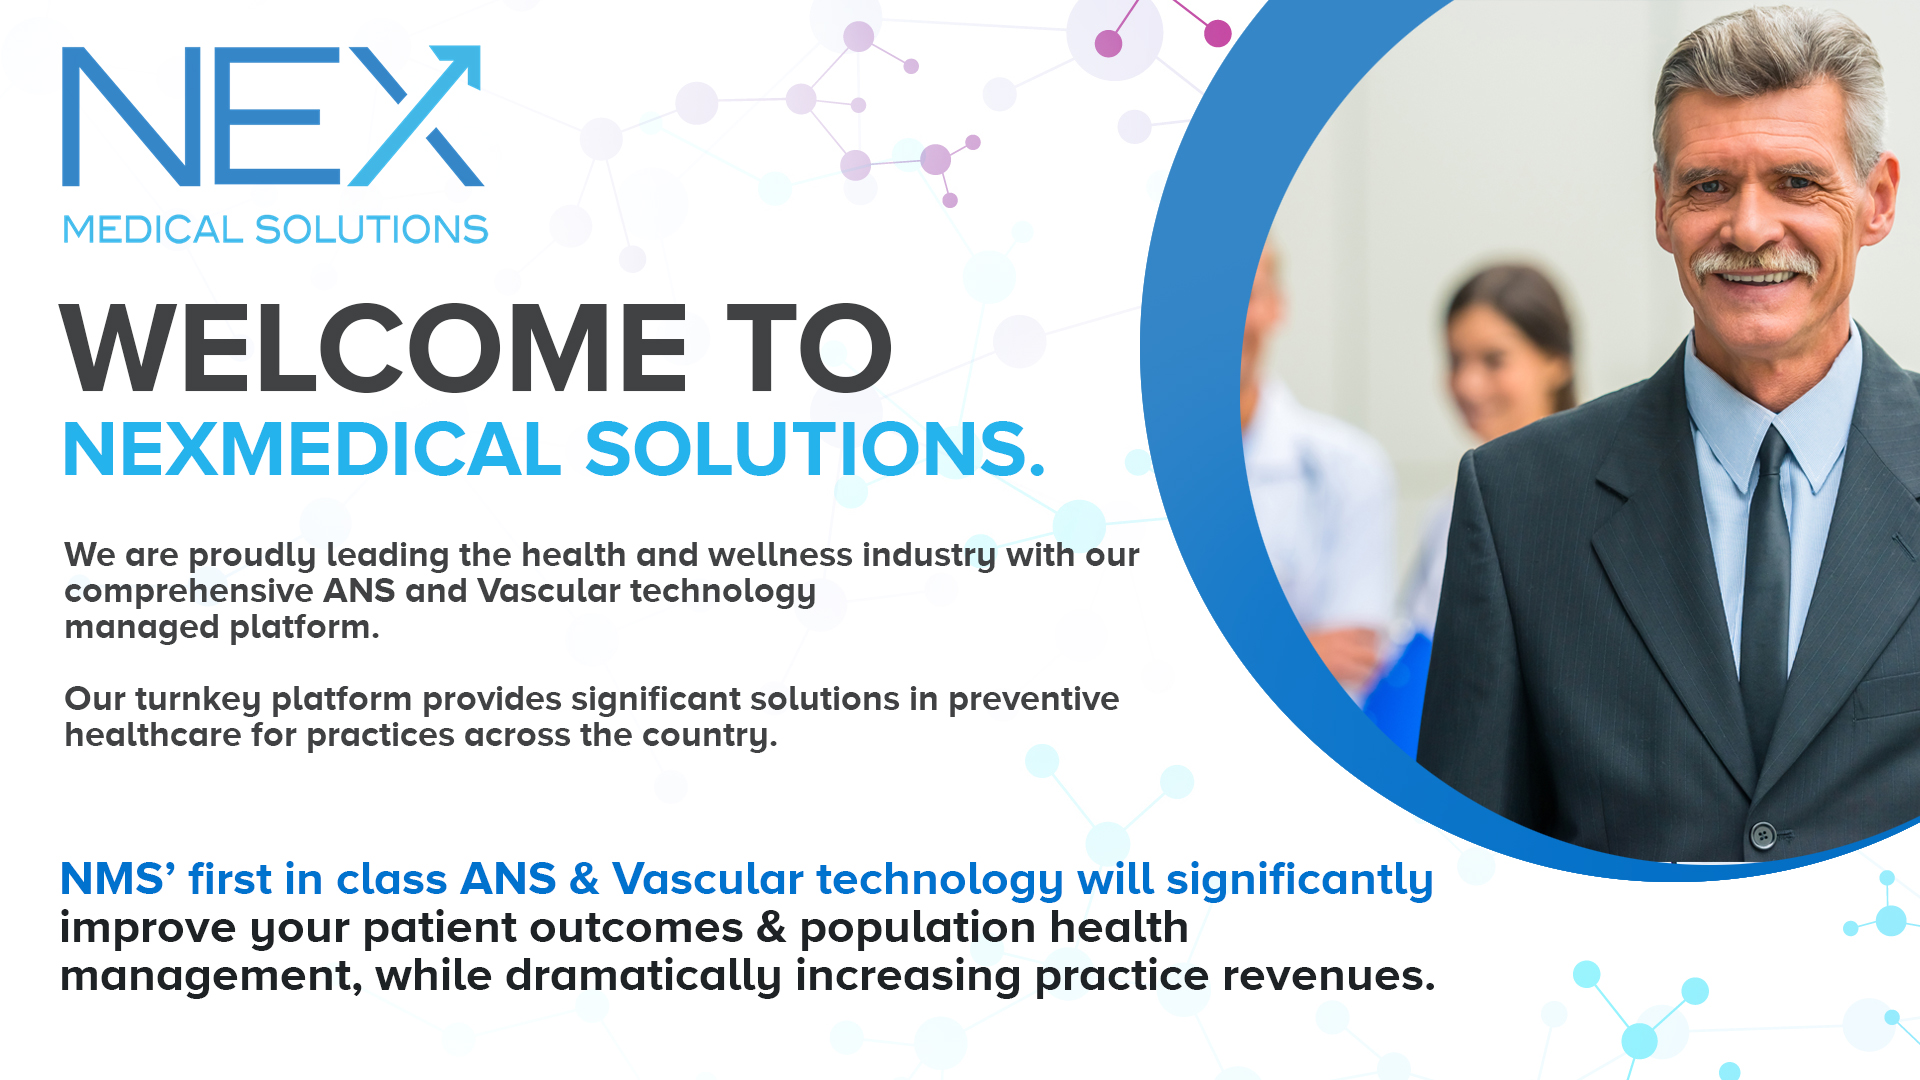 NEX
MEDICAL SOLUTIONS
WELCOME TO
NEXMEDICAL SOLUTIONS.
We are proudly leading the health and wellness industry with our
comprehensive ANS and Vascular technology
managed platform.
Our turnkey platform provides significant solutions in preventive
healthcare for practices across the country.
NMS’ first in class ANS & Vascular technology will significantly
improve your patient outcomes & population health
management, while dramatically increasing practice revenues.